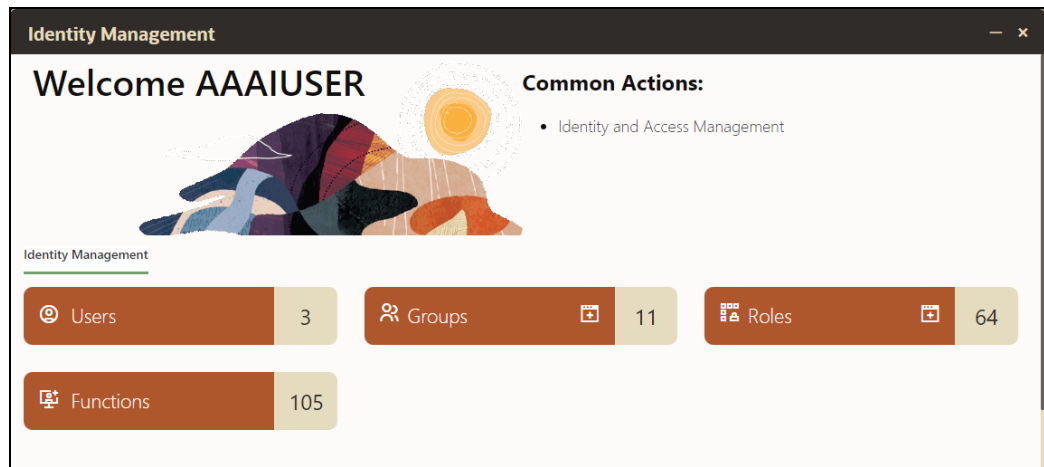 Identity Management
Welcome AAAIUSER
Common Actions:
• Identity and Access Management
Identity Management
Users 3
Groups 11
Roles 64
Functions 105